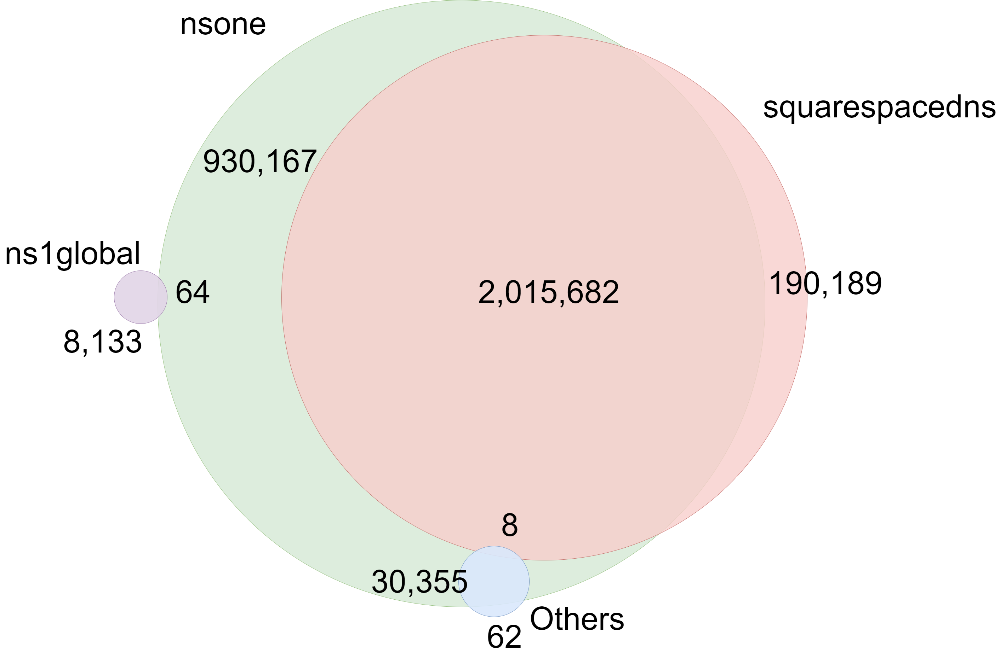 nsone
squarespacedns
930,167
ns1global
64
2,015,682
190,189
8,133
8
30,355
Others
62